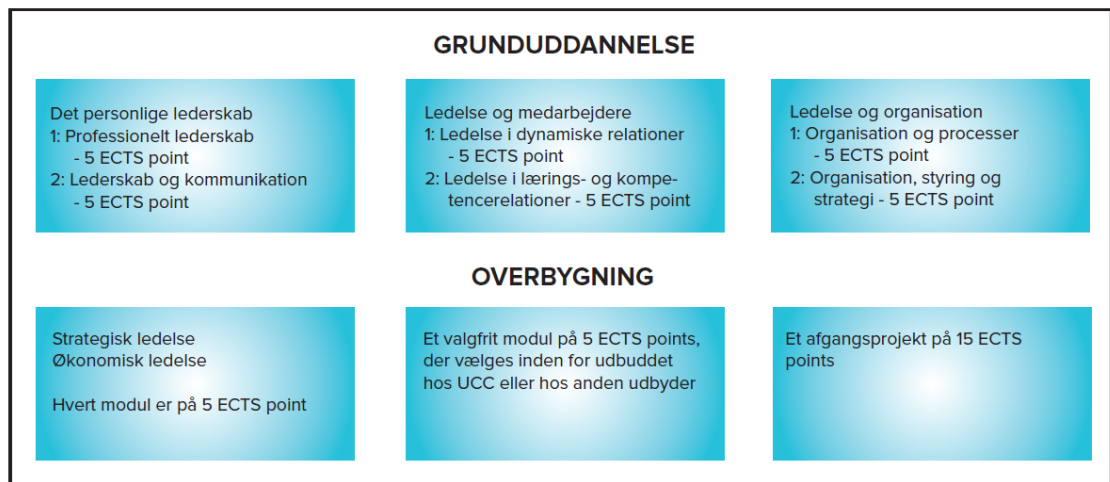 GRUNDUDDANNELSE
Det personlige lederskab
1: Professionelt lederskab
- 5 ECTS point
2: Lederskab og kommunikation
- 5 ECTS point
Ledelse og medarbejdere
1: Ledelse i dynamiske relationer
- 5 ECTS point
2: Ledelse i lærings- og kompe-
tencerelationer - 5 ECTS point
Ledelse og organisation
1: Organisation og processer
- 5 ECTS point
2: Organisation, styring og
strategi - 5 ECTS point
OVERBYGNING
Strategisk ledelse
Økonomisk ledelse
Hvert modul er på 5 ECTS point
Et valgfrit modul på 5 ECTS points,
der vælges inden for udbuddet
hos UCC eller hos anden udbyder
Et afgangsprojekt på 15 ECTS
points